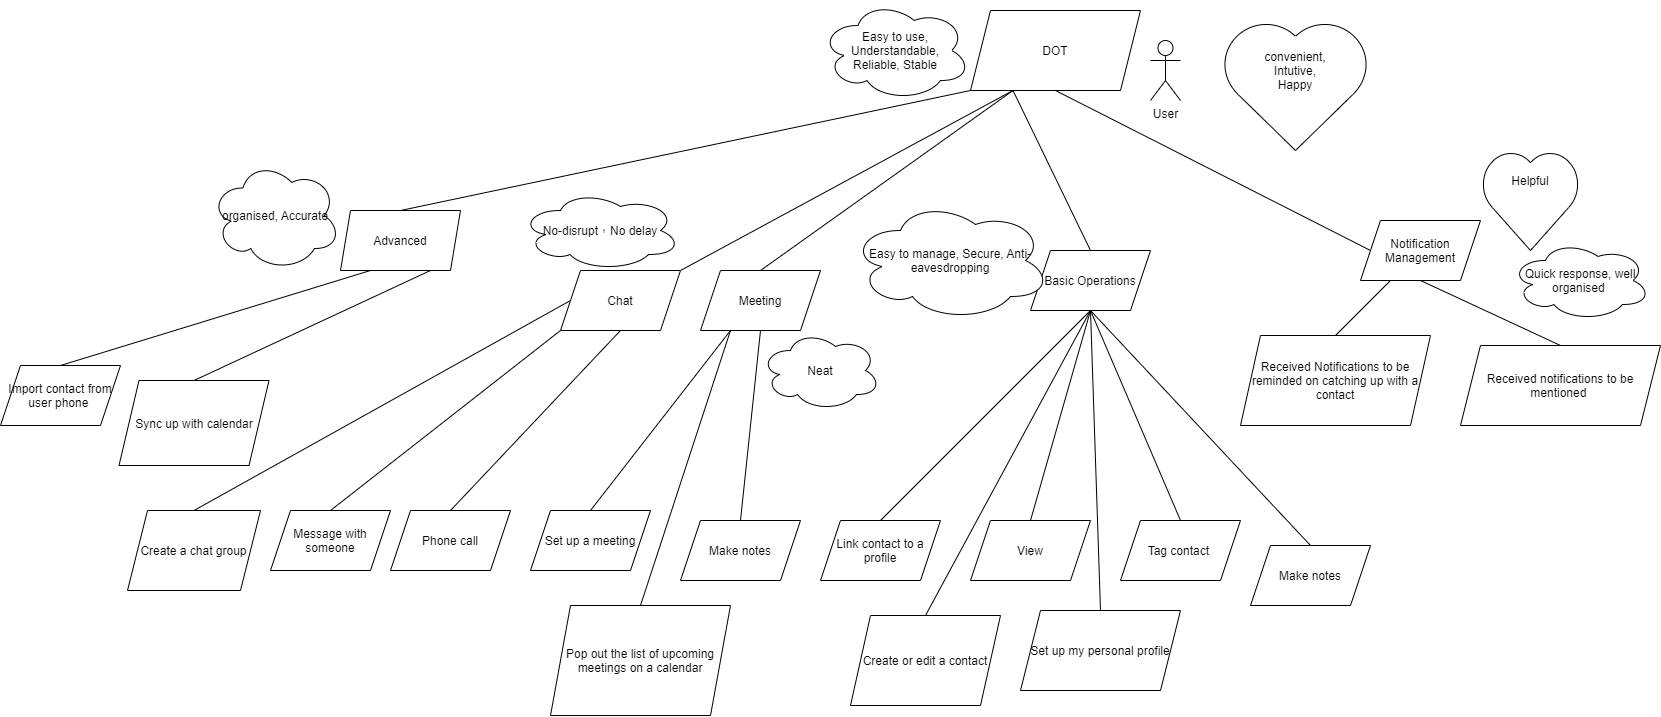 Easy to use,
Understandable,
Reliable, Stable
DOT
User
convenient,
Intutive,
Happy
Helpful
organised, Accurate
Advanced
No-disrupt，No delay
Chat
Meeting
Neat
Easy to manage, Secure, Anti-
eavesdropping
Basic Operations
Notification
Management
Quick response, well
organised
Import contact from
user phone
Sync up with calendar
Received Notifications to be
reminded on catching up with a
contact
Received notifications to be
mentioned
Create a chat group
Message with
someone
Phone call
Set up a meeting
Make notes
Link contact to a
profile
View
Tag contact
Make notes
Pop out the list of upcoming
meetings on a calendar
Create or edit a contact
Set up my personal profile